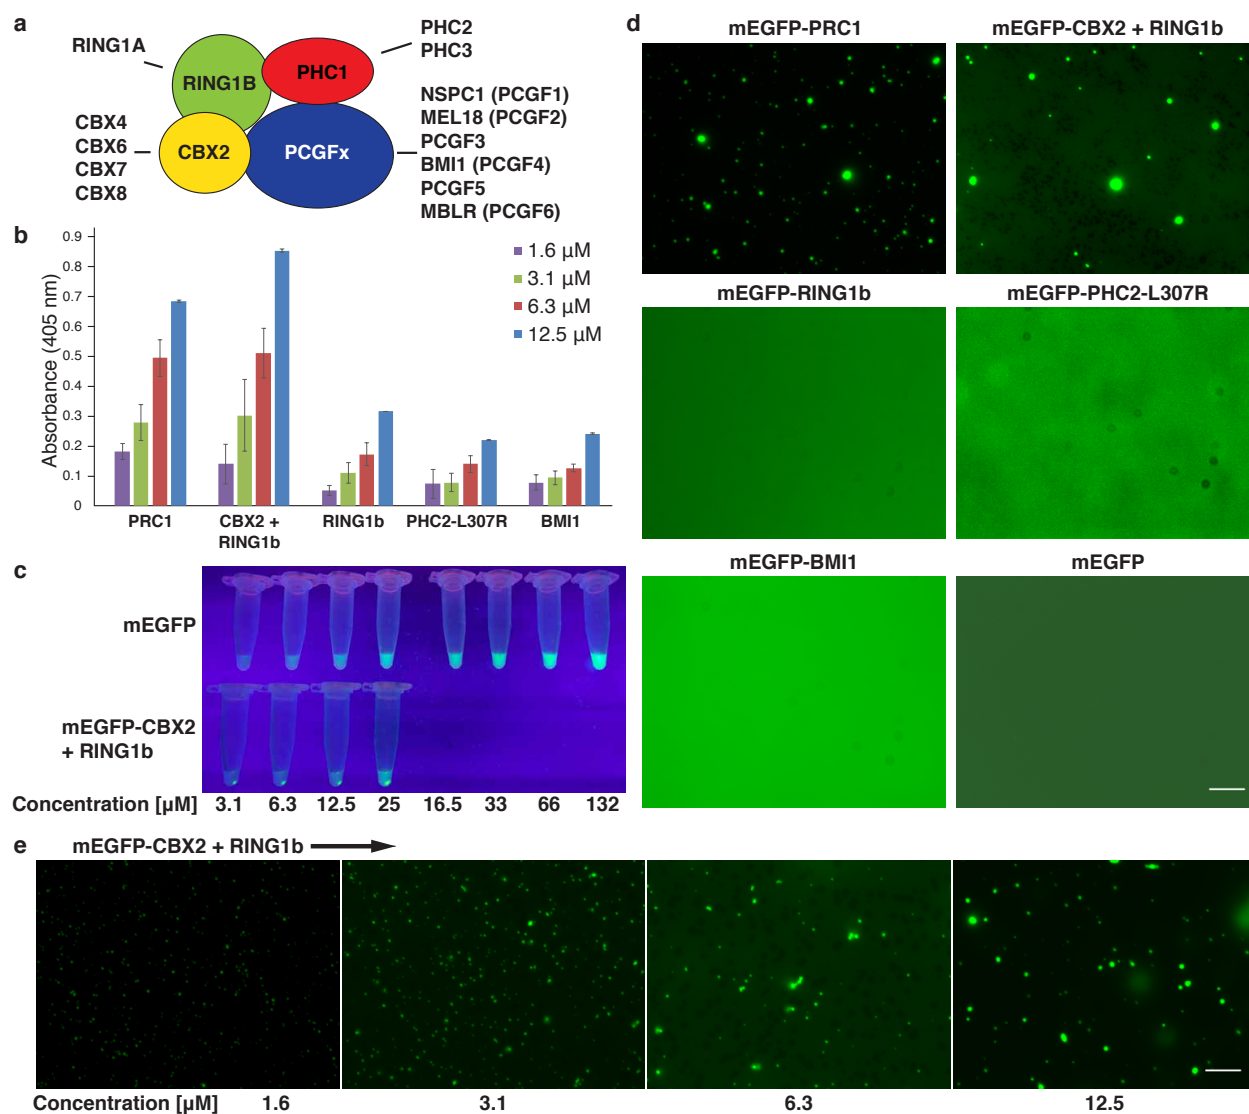 a
RING1A
RING1B
PHC1
PHC2
PHC3
CBX4
CBX6
CBX7
CBX8
CBX2
PCGFx
NSPC1 (PCGF1)
MEL18 (PCGF2)
PCGF3
BMI1 (PCGF4)
PCGF5
MBLR (PCGF6)
b
Absorbance (405 nm)
0.9
0.8
0.7
0.6
0.5
0.4
0.3
0.2
0.1
0
1.6 µM
3.1 µM
6.3 µM
12.5 µM
PRC1
CBX2 +
RING1b
RING1b
PHC2-L307R
BMI1
c
mEGFP
mEGFP-CBX2
+ RING1b
Concentration [µM] 3.1 6.3 12.5 25 16.5 33 66 132
d
mEGFP-PRC1
mEGFP-CBX2 + RING1b
mEGFP-RING1b
mEGFP-PHC2-L307R
mEGFP-BMI1
mEGFP
e
mEGFP-CBX2 + RING1b
Concentration [µM] 1.6 3.1 6.3 12.5